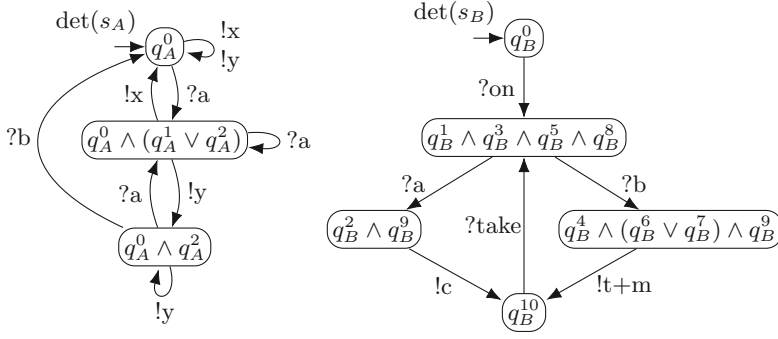 det(s_A)
q_A^0
!x
!y
!x
?a
?b
q_A^0 ∧ (q_A^1 ∨ q_A^2)
?a
?a
!y
q_A^0 ∧ q_A^2
!y
det(s_B)
q_B^0
?on
q_B^1 ∧ q_B^3 ∧ q_B^5 ∧ q_B^8
?a
?b
?take
q_B^2 ∧ q_B^9
q_B^4 ∧ (q_B^6 ∨ q_B^7) ∧ q_B^9
!c
!t+m
q_B^10